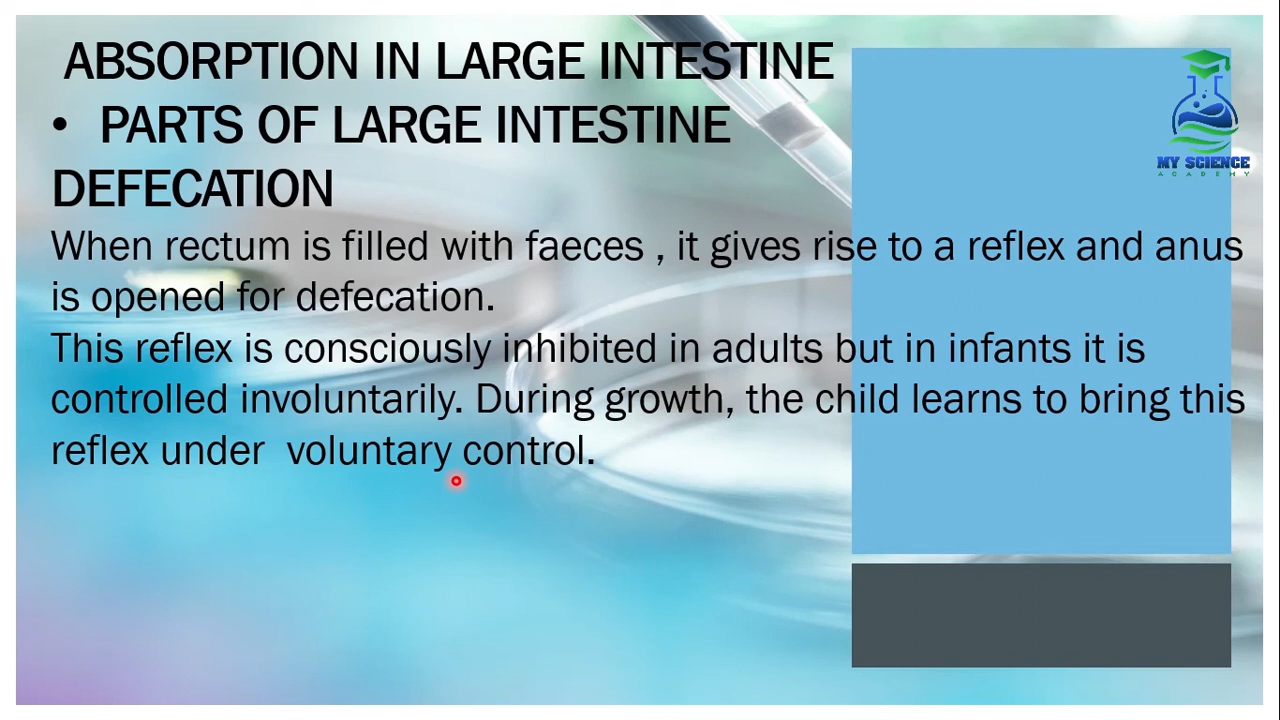 ABSORPTION IN LARGE INTESTINE
• PARTS OF LARGE INTESTINE
DEFECATION
When rectum is filled with faeces , it gives rise to a reflex and anus
is opened for defecation.
This reflex is consciously inhibited in adults but in infants it is
controlled involuntarily. During growth, the child learns to bring this
reflex under  voluntary control.
MY SCIENCE
ACADEMY